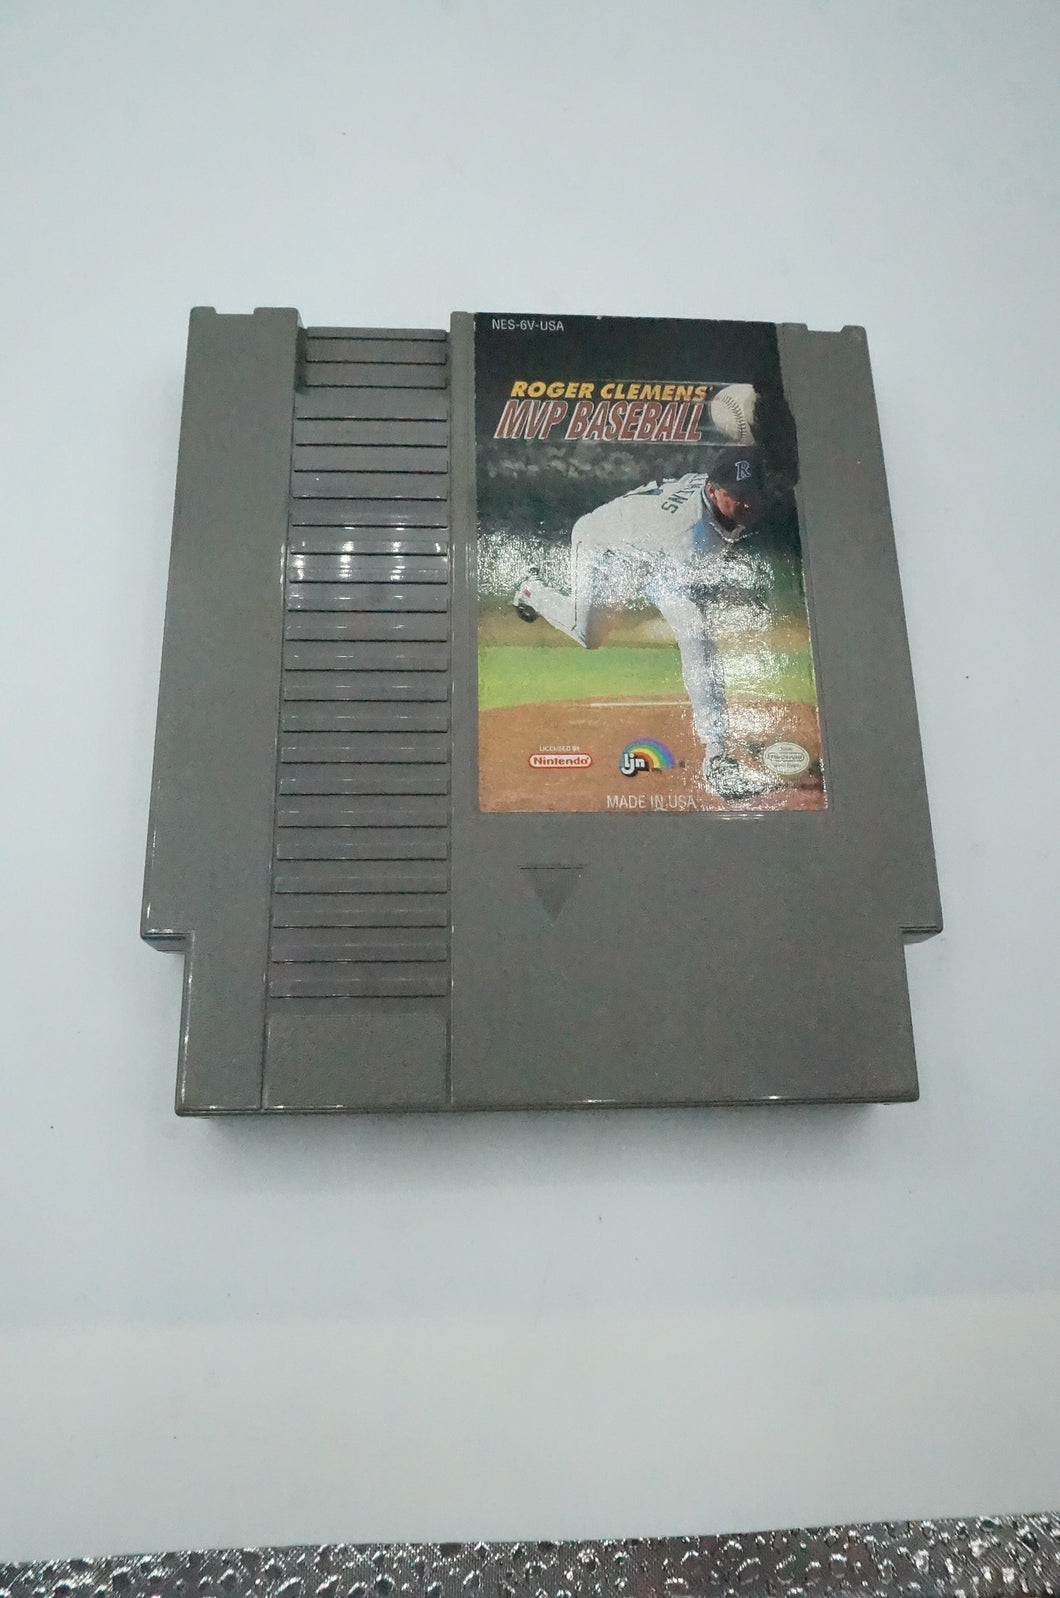 NES-6V-USA
ROGER CLEMENS'
MVP BASEBALL
R
LICENSED BY
Nintendo®
ljn
MADE IN USA